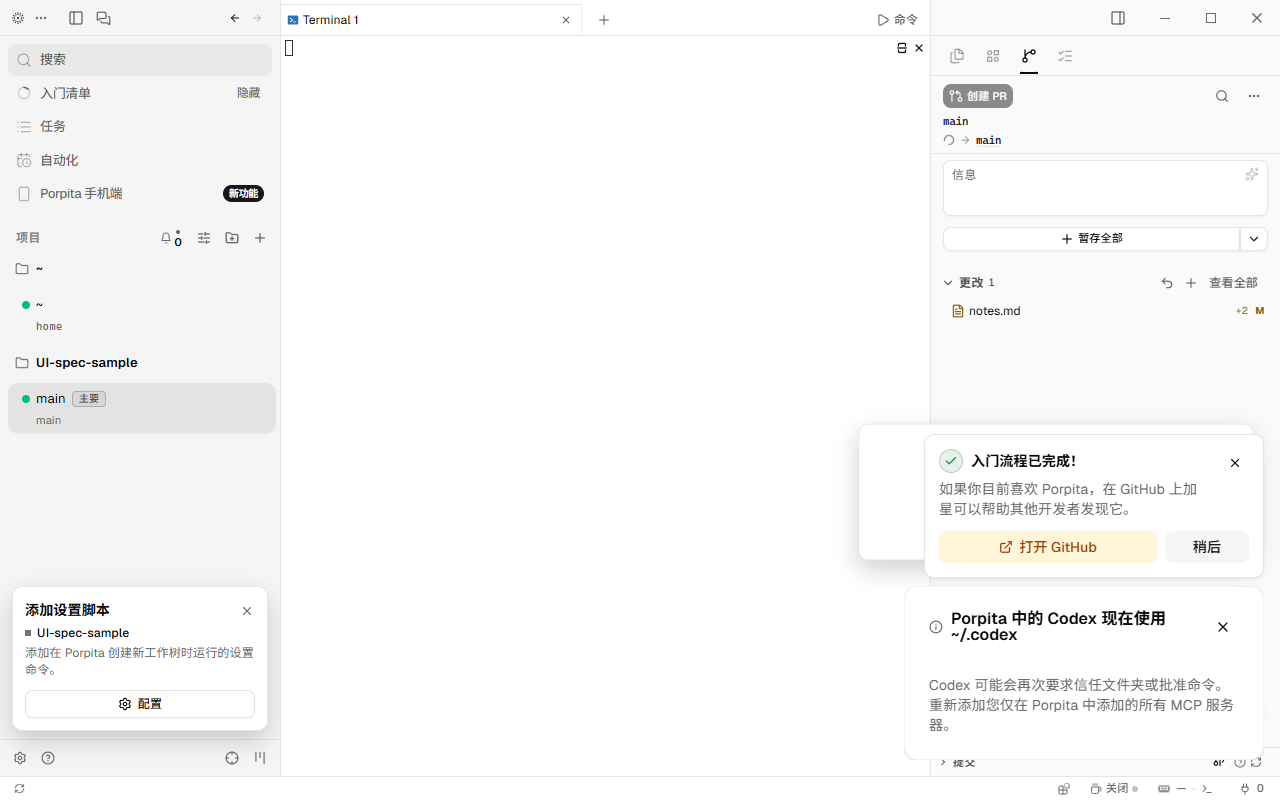 Terminal 1
命令
搜索
入门清单 隐藏
任务
自动化
Porpita 手机端 新功能
项目 0
~
~
home
UI-spec-sample
main 主要
main
添加设置脚本
UI-spec-sample
添加在 Porpita 创建新工作树时运行的设置
命令。
配置
创建 PR
main
main
信息
暂存全部
更改 1 查看全部
notes.md +2 M
入门流程已完成!
如果你目前喜欢 Porpita，在 GitHub 上加
星可以帮助其他开发者发现它。
打开 GitHub 稍后
Porpita 中的 Codex 现在使用
~/.codex
Codex 可能会再次要求信任文件夹或批准命令。
重新添加您仅在 Porpita 中添加的所有 MCP 服务
器。
提交
关闭 0